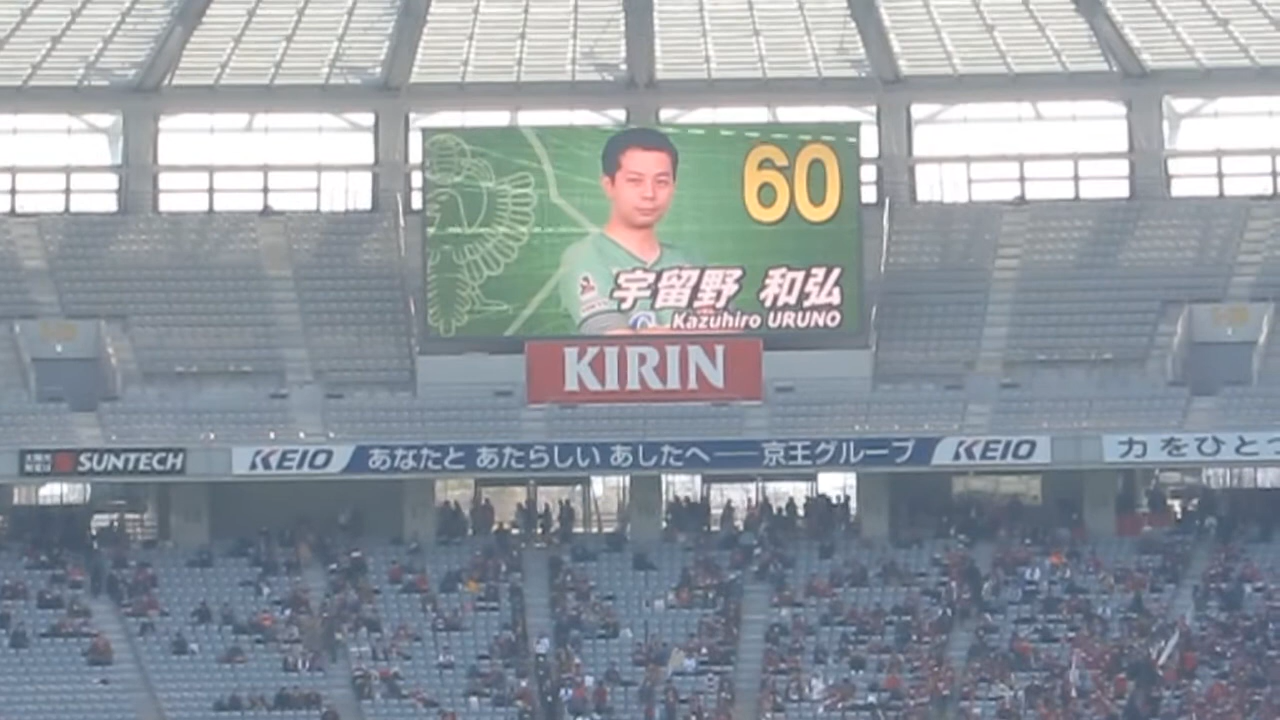 60
宇留野 和弘
Kazuhiro URUNO
KIRIN
SUNTECH
KEIO あなたと あたらしい あしたへ──京王グループ KEIO
力 をひとつ